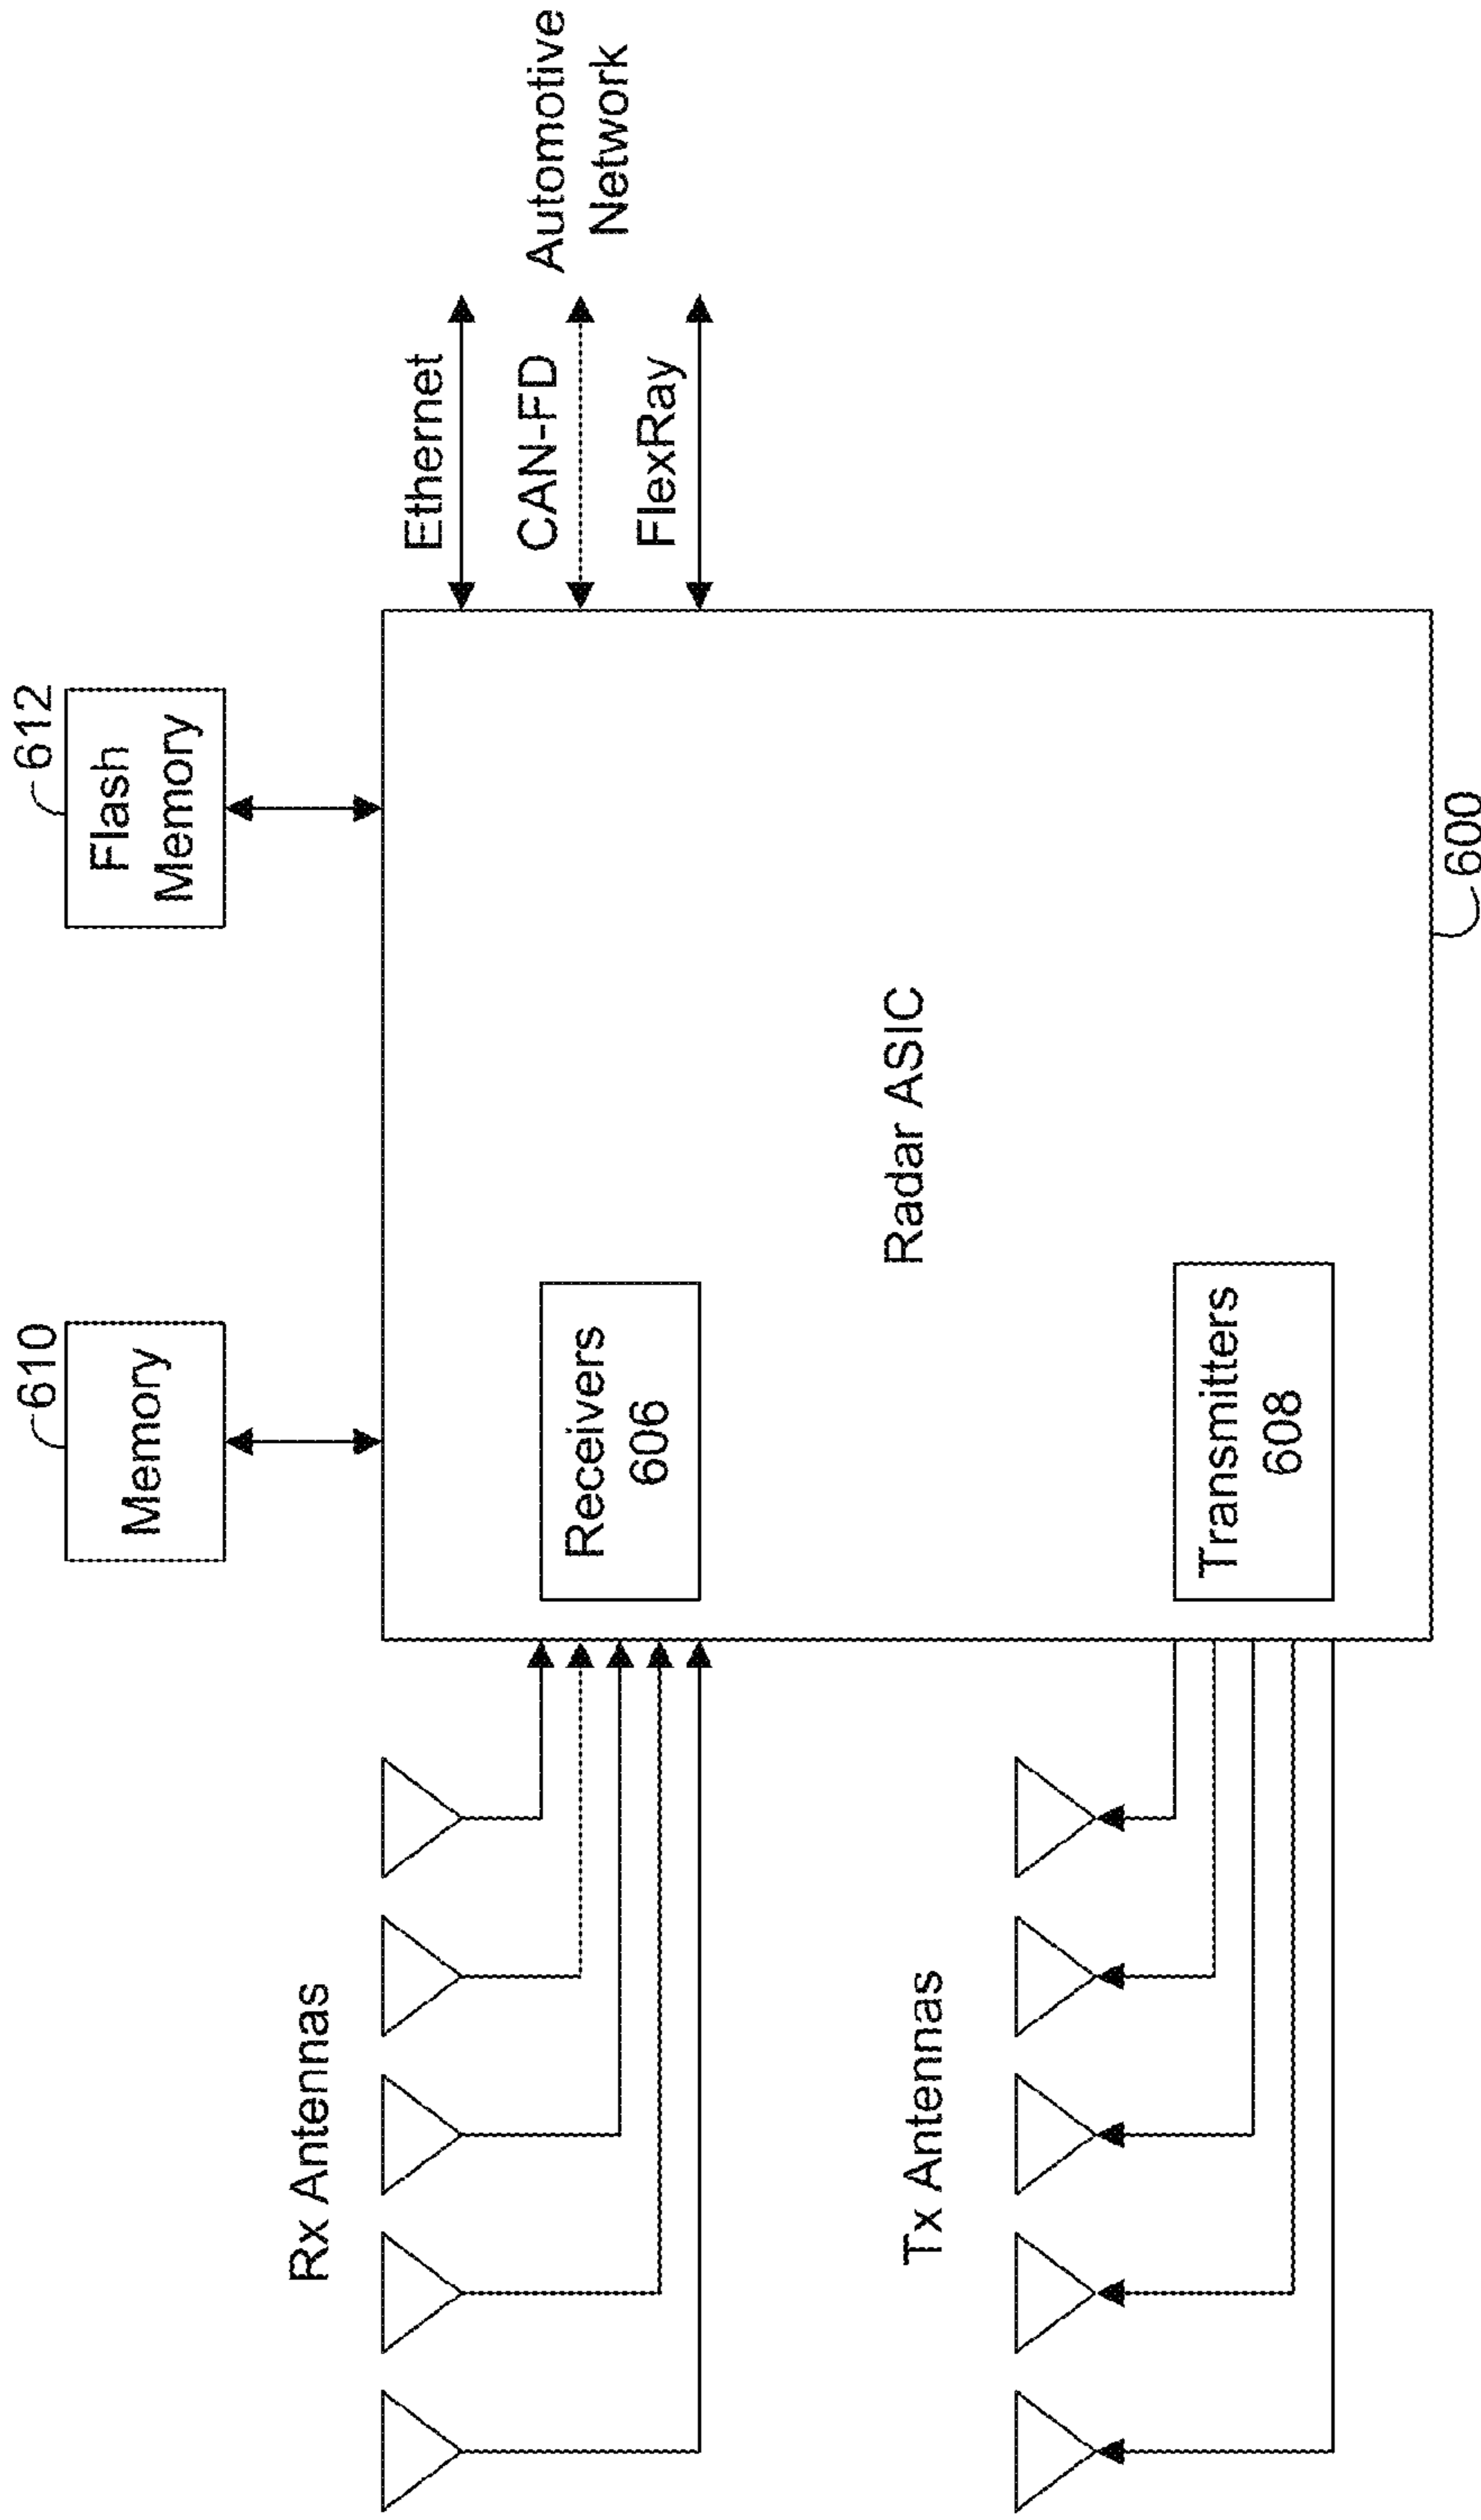 610
Memory
612
Flash
Memory
Rx Antennas
Receivers
606
Ethernet
CAN-FD
FlexRay
Automotive
Network
Radar ASIC
Tx Antennas
Transmitters
608
600